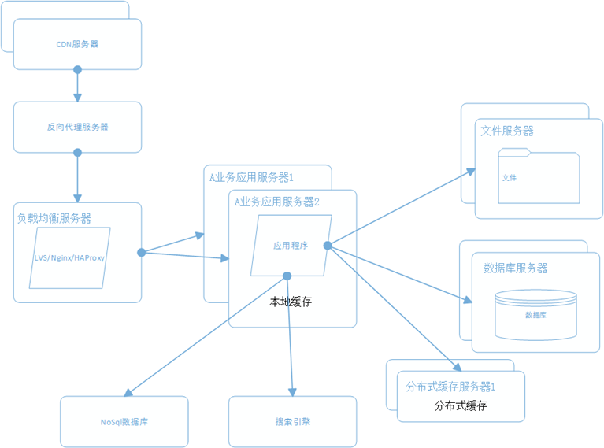 CDN服务器
反向代理服务器
负载均衡服务器
LVS/Nginx/HAProxy
A业务应用服务器1
A业务应用服务器2
应用程序
本地缓存
文件服务器
文件
数据库服务器
数据库
分布式缓存服务器1
分布式缓存
NoSql数据库
搜索引擎